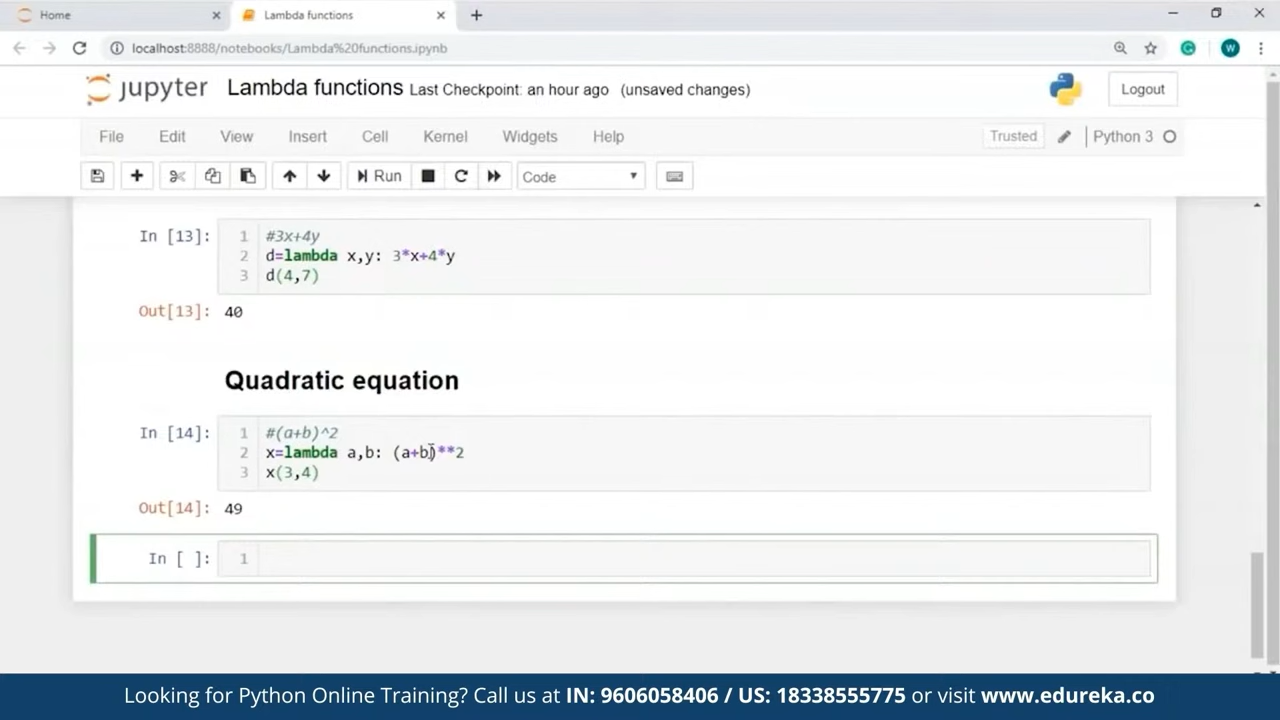 Home
Lambda functions
localhost:8888/notebooks/Lambda%20functions.ipynb
W
jupyter Lambda functions Last Checkpoint: an hour ago (unsaved changes)
Logout
File Edit View Insert Cell Kernel Widgets Help Trusted Python 3
Run Code
In [13]: 1 #3x+4y
2 d=lambda x,y: 3*x+4*y
3 d(4,7)
Out[13]: 40
Quadratic equation
In [14]: 1 #(a+b)^2
2 x=lambda a,b: (a+b)**2
3 x(3,4)
Out[14]: 49
In [ ]: 1
Looking for Python Online Training? Call us at IN: 9606058406 / US: 18338555775 or visit www.edureka.co